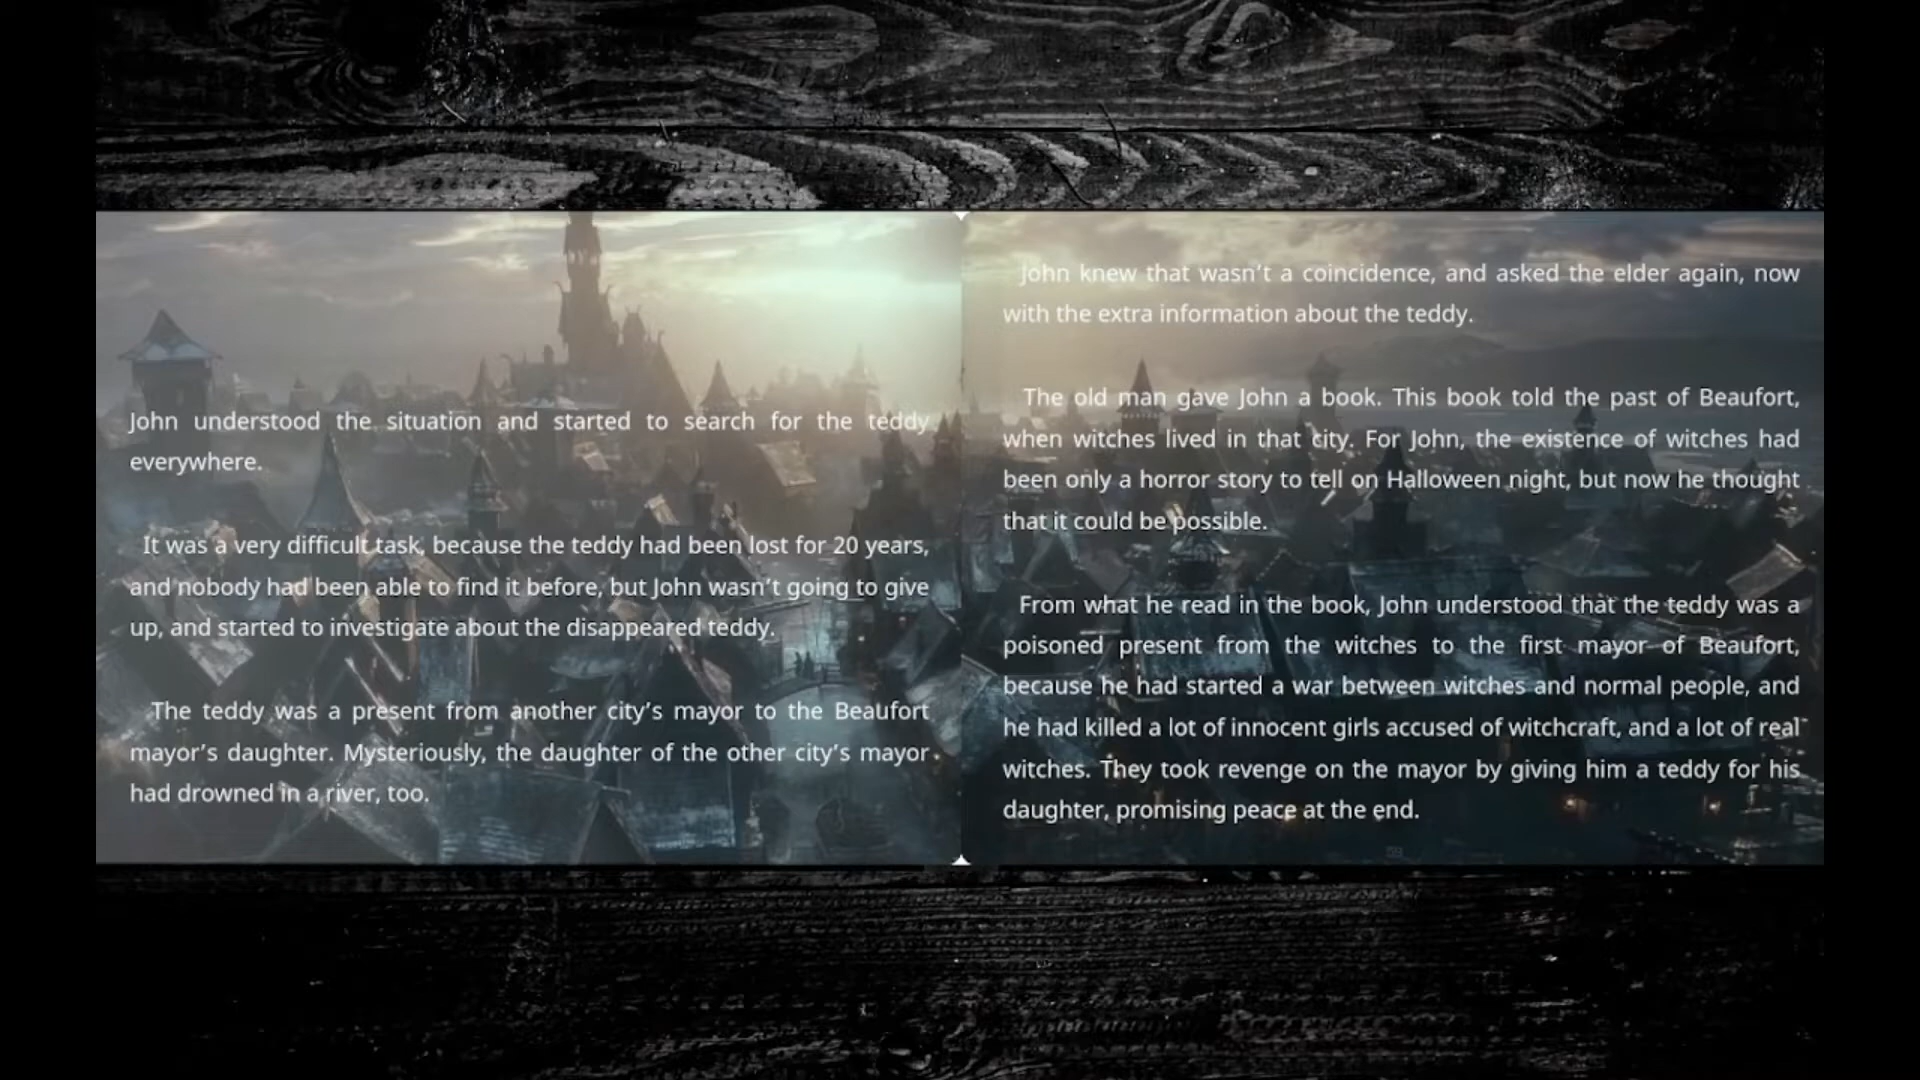 John understood the situation and started to search for the teddy
everywhere.
It was a very difficult task, because the teddy had been lost for 20 years,
and nobody had been able to find it before, but John wasn’t going to give
up, and started to investigate about the disappeared teddy.
The teddy was a present from another city’s mayor to the Beaufort
mayor’s daughter. Mysteriously, the daughter of the other city’s mayor
had drowned in a river, too.
John knew that wasn’t a coincidence, and asked the elder again, now
with the extra information about the teddy.
The old man gave John a book. This book told the past of Beaufort,
when witches lived in that city. For John, the existence of witches had
been only a horror story to tell on Halloween night, but now he thought
that it could be possible.
From what he read in the book, John understood that the teddy was a
poisoned present from the witches to the first mayor of Beaufort,
because he had started a war between witches and normal people, and
he had killed a lot of innocent girls accused of witchcraft, and a lot of real
witches. They took revenge on the mayor by giving him a teddy for his
daughter, promising peace at the end.